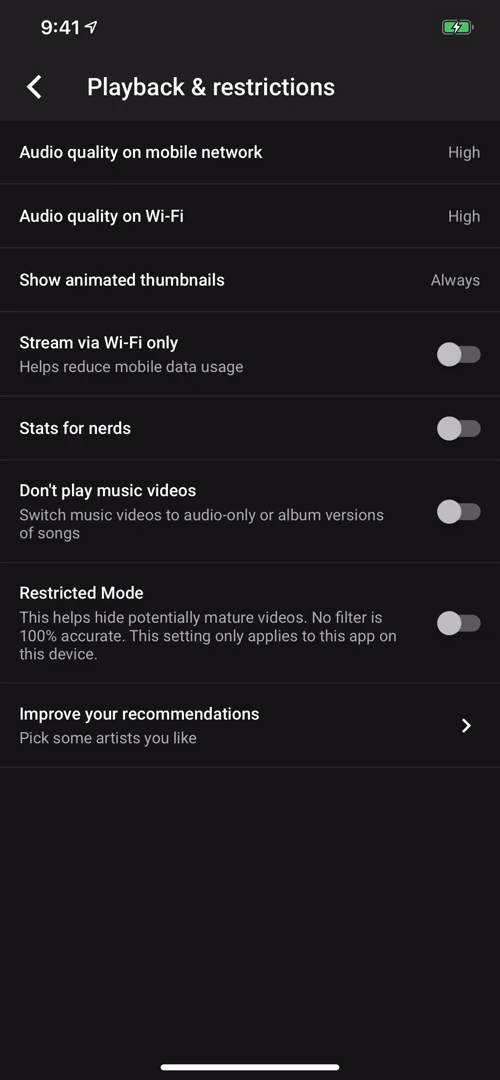 9:41
Playback & restrictions
Audio quality on mobile network High
Audio quality on Wi-Fi High
Show animated thumbnails Always
Stream via Wi-Fi only
Helps reduce mobile data usage
Stats for nerds
Don't play music videos
Switch music videos to audio-only or album versions
of songs
Restricted Mode
This helps hide potentially mature videos. No filter is
100% accurate. This setting only applies to this app on
this device.
Improve your recommendations
Pick some artists you like